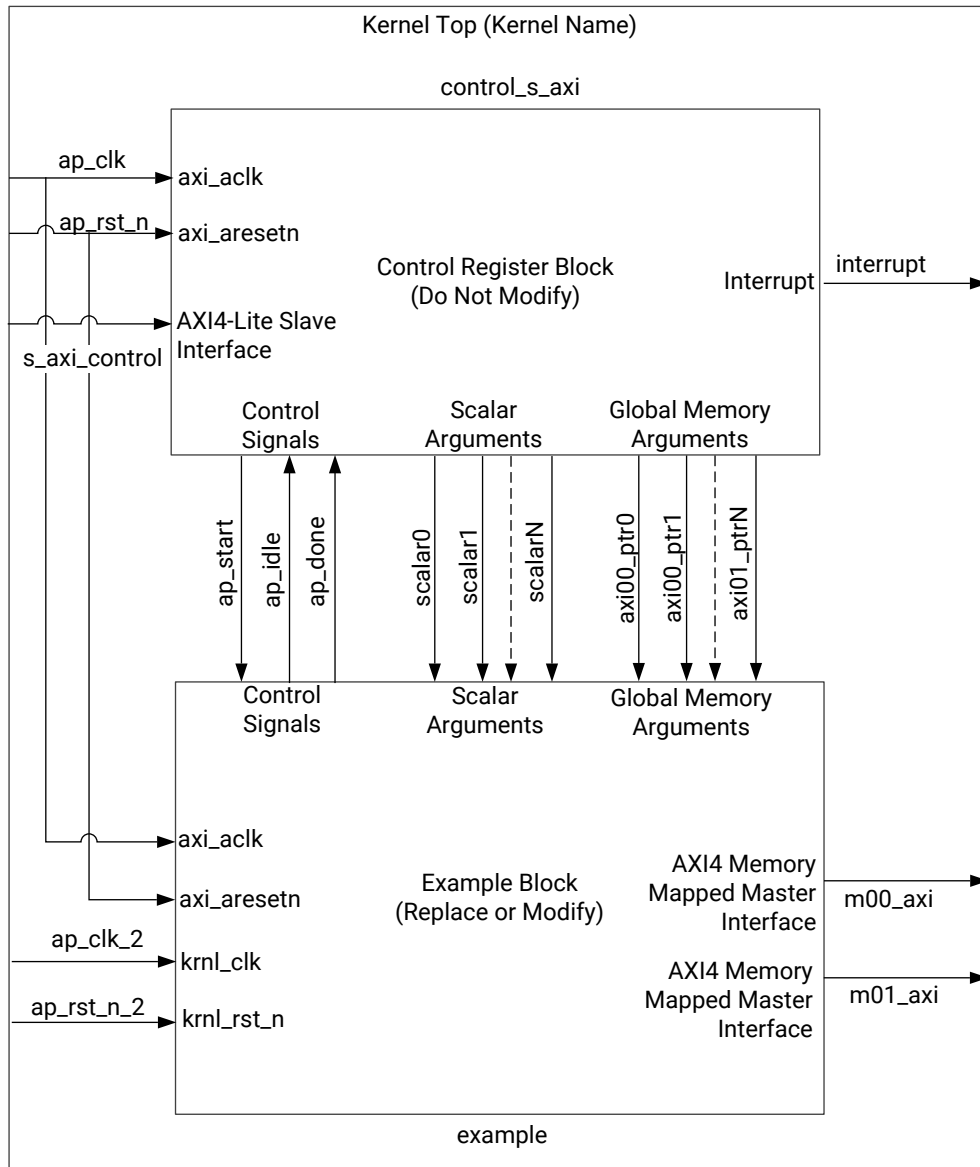 Kernel Top (Kernel Name)
control_s_axi
ap_clk
axi_aclk
ap_rst_n
axi_aresetn
Control Register Block
(Do Not Modify)
Interrupt
interrupt
AXI4-Lite Slave
Interface
s_axi_control
Control
Signals
Scalar
Arguments
Global Memory
Arguments
ap_start
ap_idle
ap_done
scalar0
scalar1
scalarN
axi00_ptr0
axi00_ptr1
axi01_ptrN
Control
Signals
Scalar
Arguments
Global Memory
Arguments
axi_aclk
axi_aresetn
Example Block
(Replace or Modify)
AXI4 Memory
Mapped Master
Interface
m00_axi
ap_clk_2
krnl_clk
ap_rst_n_2
krnl_rst_n
AXI4 Memory
Mapped Master
Interface
m01_axi
example